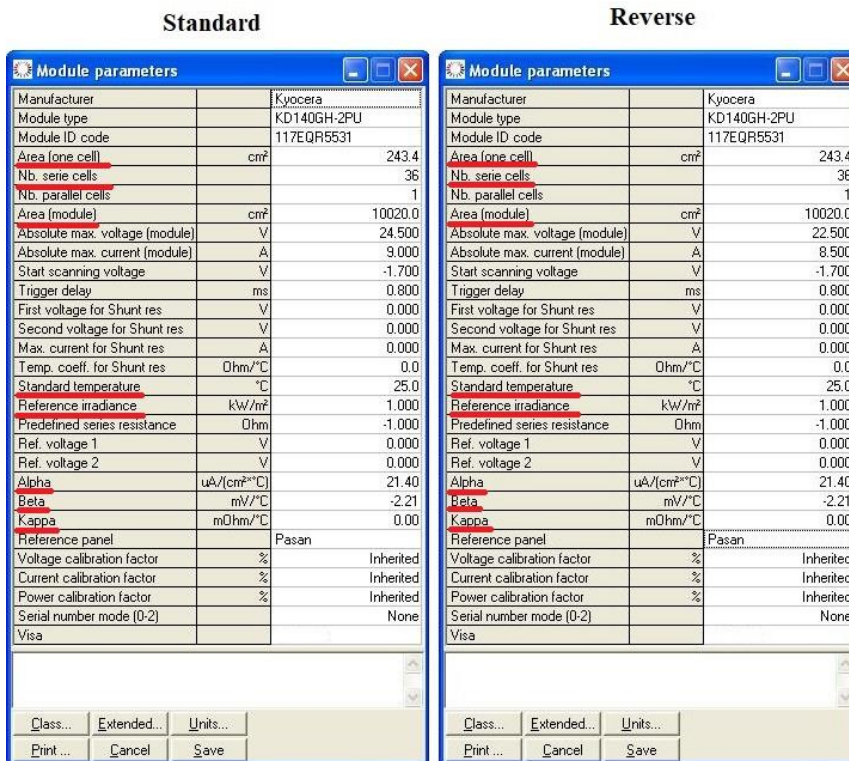 Standard
Module parameters
Manufacturer Kyocera
Module type KD140GH-2PU
Module ID code 117EQR5531
Area (one cell) cm² 243.4
Nb. serie cells 36
Nb. parallel cells 1
Area (module) cm² 10020.0
Absolute max. voltage (module) V 24.500
Absolute max. current (module) A 9.000
Start scanning voltage V -1.700
Trigger delay ms 0.800
First voltage for Shunt res V 0.000
Second voltage for Shunt res V 0.000
Max. current for Shunt res A 0.000
Temp. coeff. for Shunt res Ohm/°C 0.0
Standard temperature °C 25.0
Reference irradiance kW/m² 1.000
Predefined series resistance Ohm -1.000
Ref. voltage 1 V 0.000
Ref. voltage 2 V 0.000
Alpha uA/(cm²*°C) 21.40
Beta mV/°C -2.21
Kappa mOhm/°C 0.00
Reference panel Pasan
Voltage calibration factor % Inherited
Current calibration factor % Inherited
Power calibration factor % Inherited
Serial number mode (0-2) None
Visa
Class... Extended... Units...
Print ... Cancel Save
Reverse
Module parameters
Manufacturer Kyocera
Module type KD140GH-2PU
Module ID code 117EQR5531
Area (one cell) cm² 243.4
Nb. serie cells 36
Nb. parallel cells 1
Area (module) cm² 10020.0
Absolute max. voltage (module) V 22.500
Absolute max. current (module) A 8.500
Start scanning voltage V -1.700
Trigger delay ms 0.800
First voltage for Shunt res V 0.000
Second voltage for Shunt res V 0.000
Max. current for Shunt res A 0.000
Temp. coeff. for Shunt res Ohm/°C 0.0
Standard temperature °C 25.0
Reference irradiance kW/m² 1.000
Predefined series resistance Ohm -1.000
Ref. voltage 1 V 0.000
Ref. voltage 2 V 0.000
Alpha uA/(cm²*°C) 21.40
Beta mV/°C -2.21
Kappa mOhm/°C 0.00
Reference panel Pasan
Voltage calibration factor % Inherited
Current calibration factor % Inherited
Power calibration factor % Inherited
Serial number mode (0-2) None
Visa
Class... Extended... Units...
Print ... Cancel Save